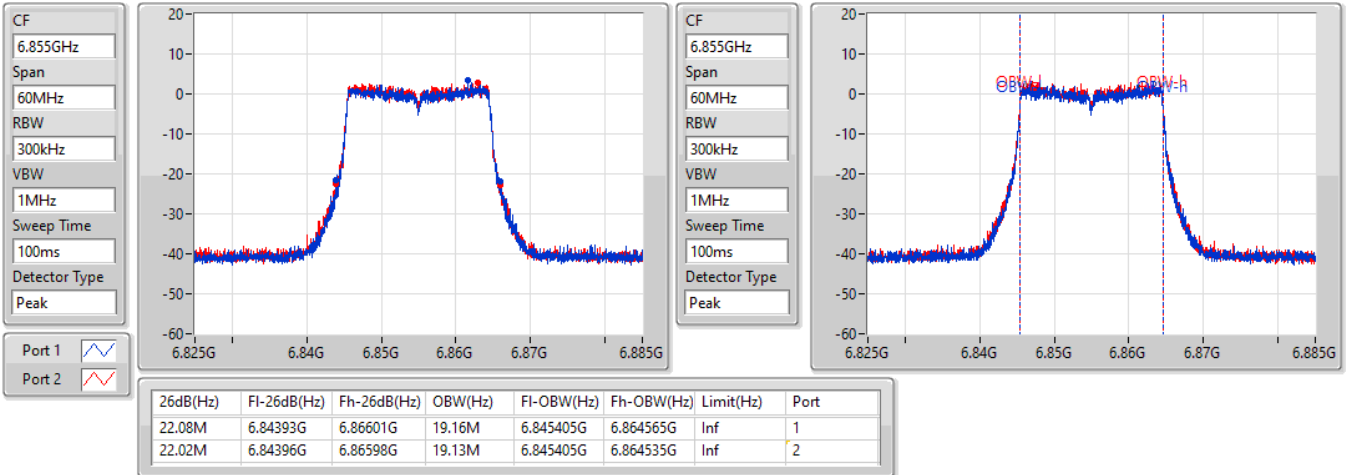 CF
6.855GHz
Span
60MHz
RBW
300kHz
VBW
1MHz
Sweep Time
100ms
Detector Type
Peak
20
10
0
-10
-20
-30
-40
-50
-60
6.825G 6.84G 6.85G 6.86G 6.87G 6.885G
CF
6.855GHz
Span
60MHz
RBW
300kHz
VBW
1MHz
Sweep Time
100ms
Detector Type
Peak
20
10
0
-10
-20
-30
-40
-50
-60
OBW-l OBW-h
OBW-l OBW-h
6.825G 6.84G 6.85G 6.86G 6.87G 6.885G
Port 1
Port 2
26dB(Hz) Fl-26dB(Hz) Fh-26dB(Hz) OBW(Hz) Fl-OBW(Hz) Fh-OBW(Hz) Limit(Hz) Port
22.08M 6.84393G 6.86601G 19.16M 6.845405G 6.864565G Inf 1
22.02M 6.84396G 6.86598G 19.13M 6.845405G 6.864535G Inf 2